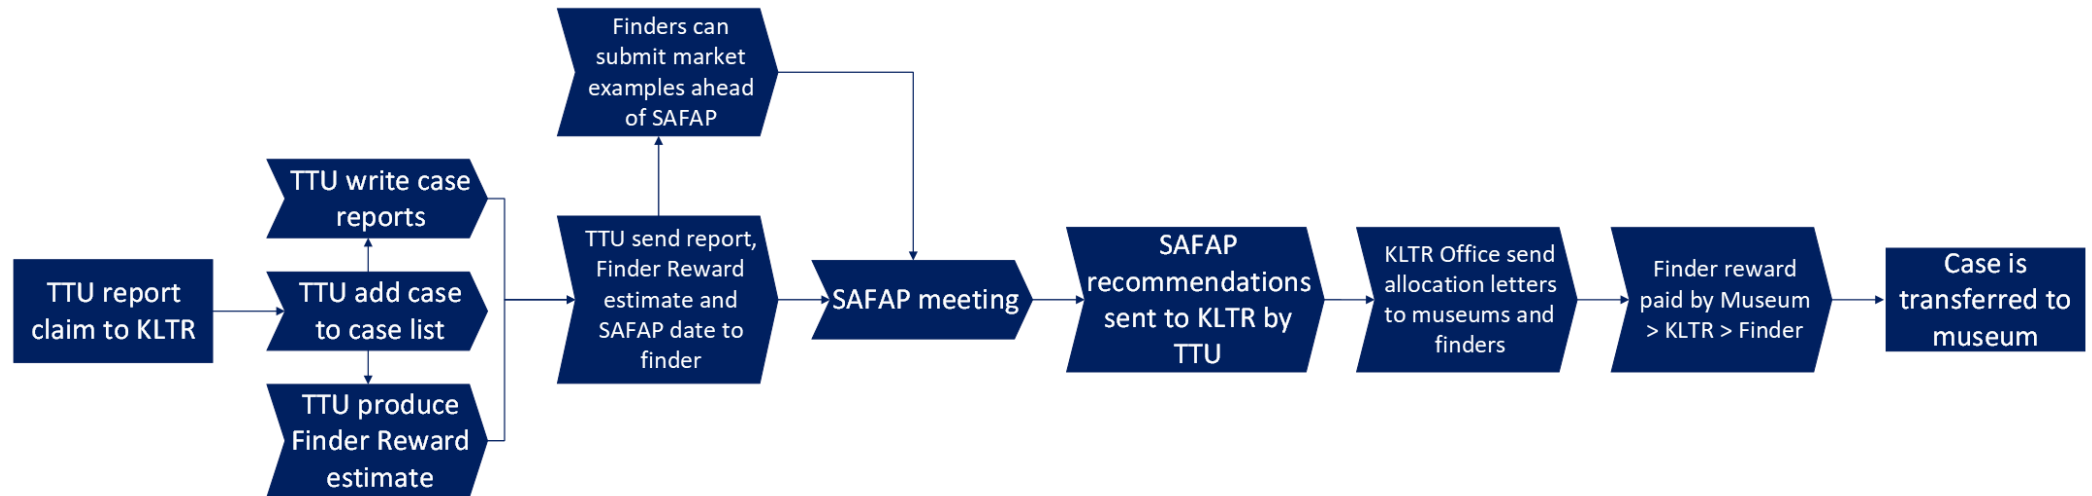 TTU report
claim to KLTR
TTU write case
reports
TTU add case
to case list
TTU produce
Finder Reward
estimate
Finders can
submit market
examples ahead
of SAFAP
TTU send report,
Finder Reward
estimate and
SAFAP date to
finder
SAFAP meeting
SAFAP
recommendations
sent to KLTR by
TTU
KLTR Office send
allocation letters
to museums and
finders
Finder reward
paid by Museum
> KLTR > Finder
Case is
transferred to
museum